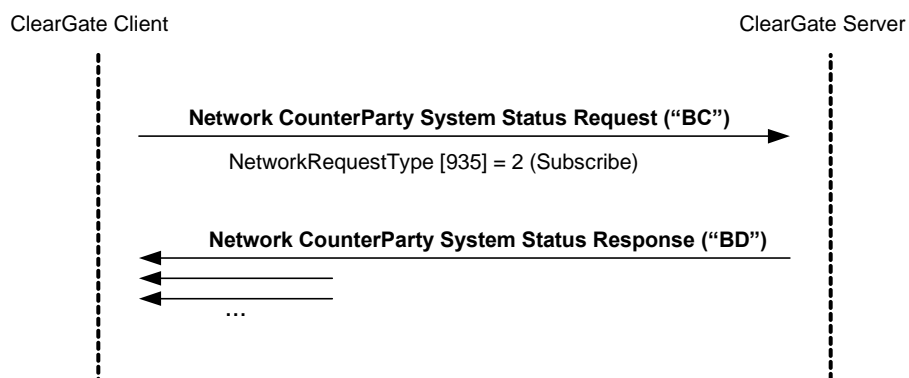 ClearGate Client
ClearGate Server
Network CounterParty System Status Request (“BC”)
NetworkRequestType [935] = 2 (Subscribe)
Network CounterParty System Status Response (“BD”)
...